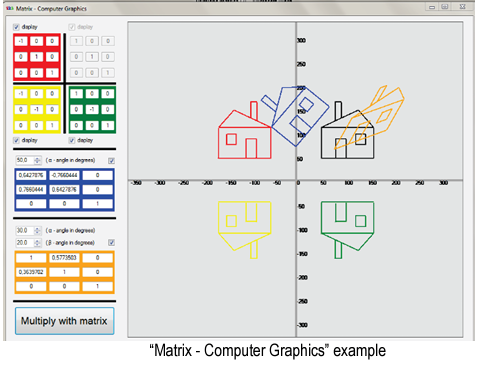 Matrix - Computer Graphics
display display
-1 0 0 1 0 0
0 1 0 0 1 0
0 0 1 0 0 1
-1 0 0 1 0 0
0 -1 0 0 -1 0
0 0 1 0 0 1
display display
50,0 (α - angle in degrees)
0,6427876 -0,7660444 0
0,7660444 0,6427876 0
0 0 1
30,0 (α - angle in degrees)
20,0 (β - angle in degrees)
1 0,5773503 0
0,3639702 1 0
0 0 1
Multiply with matrix
300
250
200
150
100
50
-350 -300 -250 -200 -150 -100 -50 50 100 150 200 250 300
-50
-100
-150
-200
-250
-300
“Matrix - Computer Graphics” example